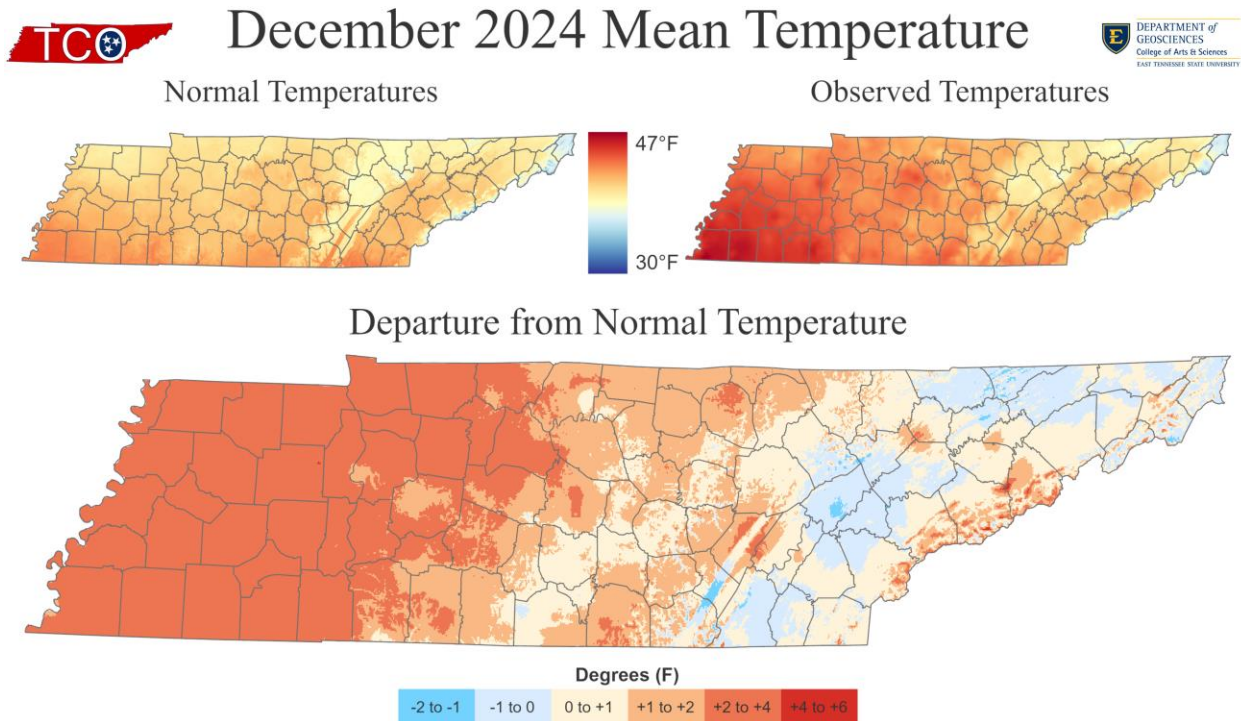 TCO
December 2024 Mean Temperature
E
DEPARTMENT of
GEOSCIENCES
College of Arts & Sciences
EAST TENNESSEE STATE UNIVERSITY
Normal Temperatures
Observed Temperatures
47°F
30°F
Departure from Normal Temperature
Degrees (F)
-2 to -1 -1 to 0 0 to +1 +1 to +2 +2 to +4 +4 to +6